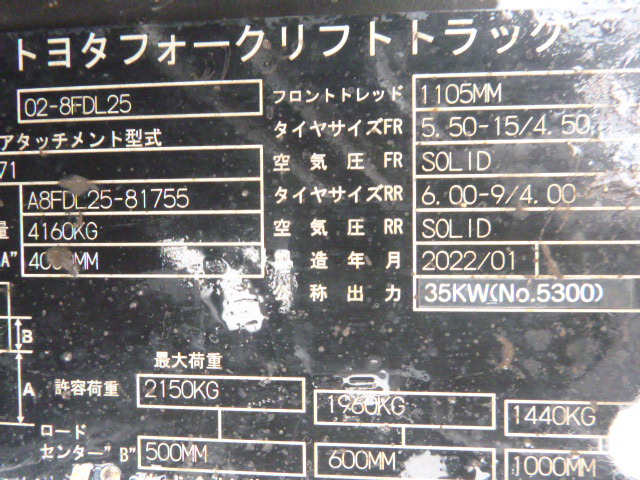 トヨタフォークリフトトラック
02-8FDL25
フロントトレッド 1105MM
アタッチメント型式
タイヤサイズFR 5.50-15/4.50
71
空気圧 FR SOLID
A8FDL25-81755
タイヤサイズRR 6.00-9/4.00
量 4160KG
空気圧 RR SOLID
A"
造年月 2022/01
称出力 35KW(No.5300)
B
A
最大荷重
許容荷重 2150KG 1960KG 1440KG
ロード
センター"B" 500MM 600MM 1000MM